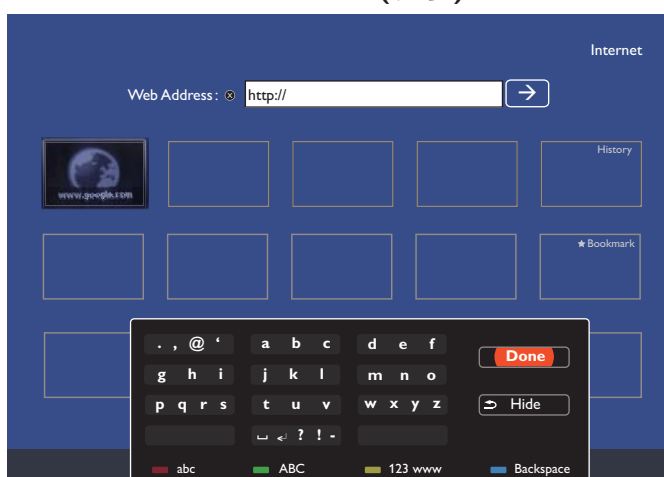 Internet
Web Address : ⊗ http:// →
www.google.com
History
★ Bookmark
. , @ ‘ a b c d e f
Done
g h i j k l m n o
p q r s t u v w x y z
Hide
␣ ↵ ? ! -
abc ABC 123 www Backspace